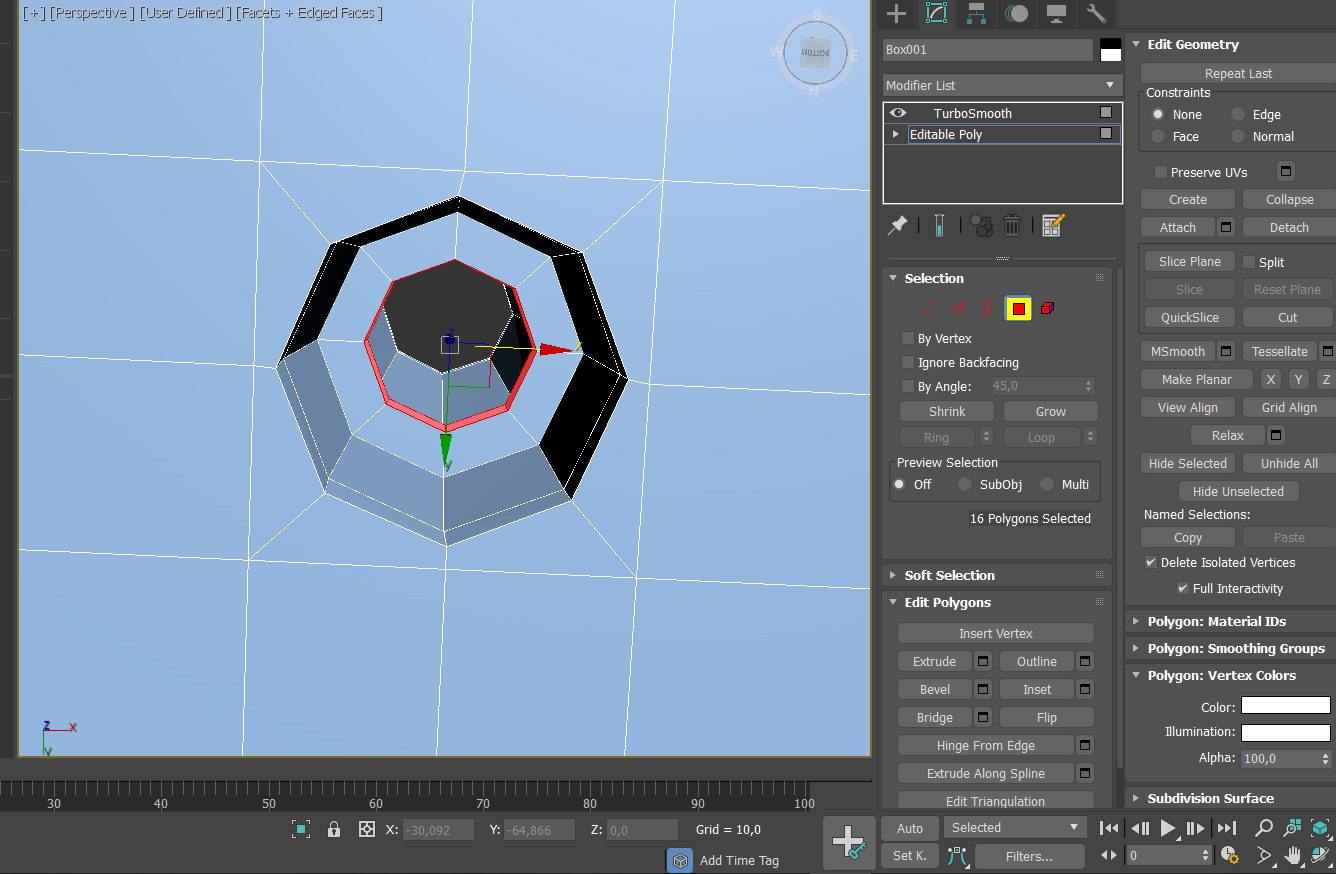 [ + ] [Perspective ] [User Defined ] [Facets + Edged Faces ]
S
W
E
N
BOTTOM
z
x
y
z
x
y
30 40 50 60 70 80 90 100
X: -30,092 Y: -64,866 Z: 0,0 Grid = 10,0
Add Time Tag
Box001
Modifier List
TurboSmooth
Editable Poly
Selection
By Vertex
Ignore Backfacing
By Angle: 45,0
Shrink Grow
Ring Loop
Preview Selection
Off SubObj Multi
16 Polygons Selected
Soft Selection
Edit Polygons
Insert Vertex
Extrude Outline
Bevel Inset
Bridge Flip
Hinge From Edge
Extrude Along Spline
Edit Triangulation
Edit Geometry
Repeat Last
Constraints
None Edge
Face Normal
Preserve UVs
Create Collapse
Attach Detach
Slice Plane Split
Slice Reset Plane
QuickSlice Cut
MSmooth Tessellate
Make Planar X Y Z
View Align Grid Align
Relax
Hide Selected Unhide All
Hide Unselected
Named Selections:
Copy Paste
Delete Isolated Vertices
Full Interactivity
Polygon: Material IDs
Polygon: Smoothing Groups
Polygon: Vertex Colors
Color:
Illumination:
Alpha: 100,0
Subdivision Surface
Auto Selected
Set K. Filters... 0